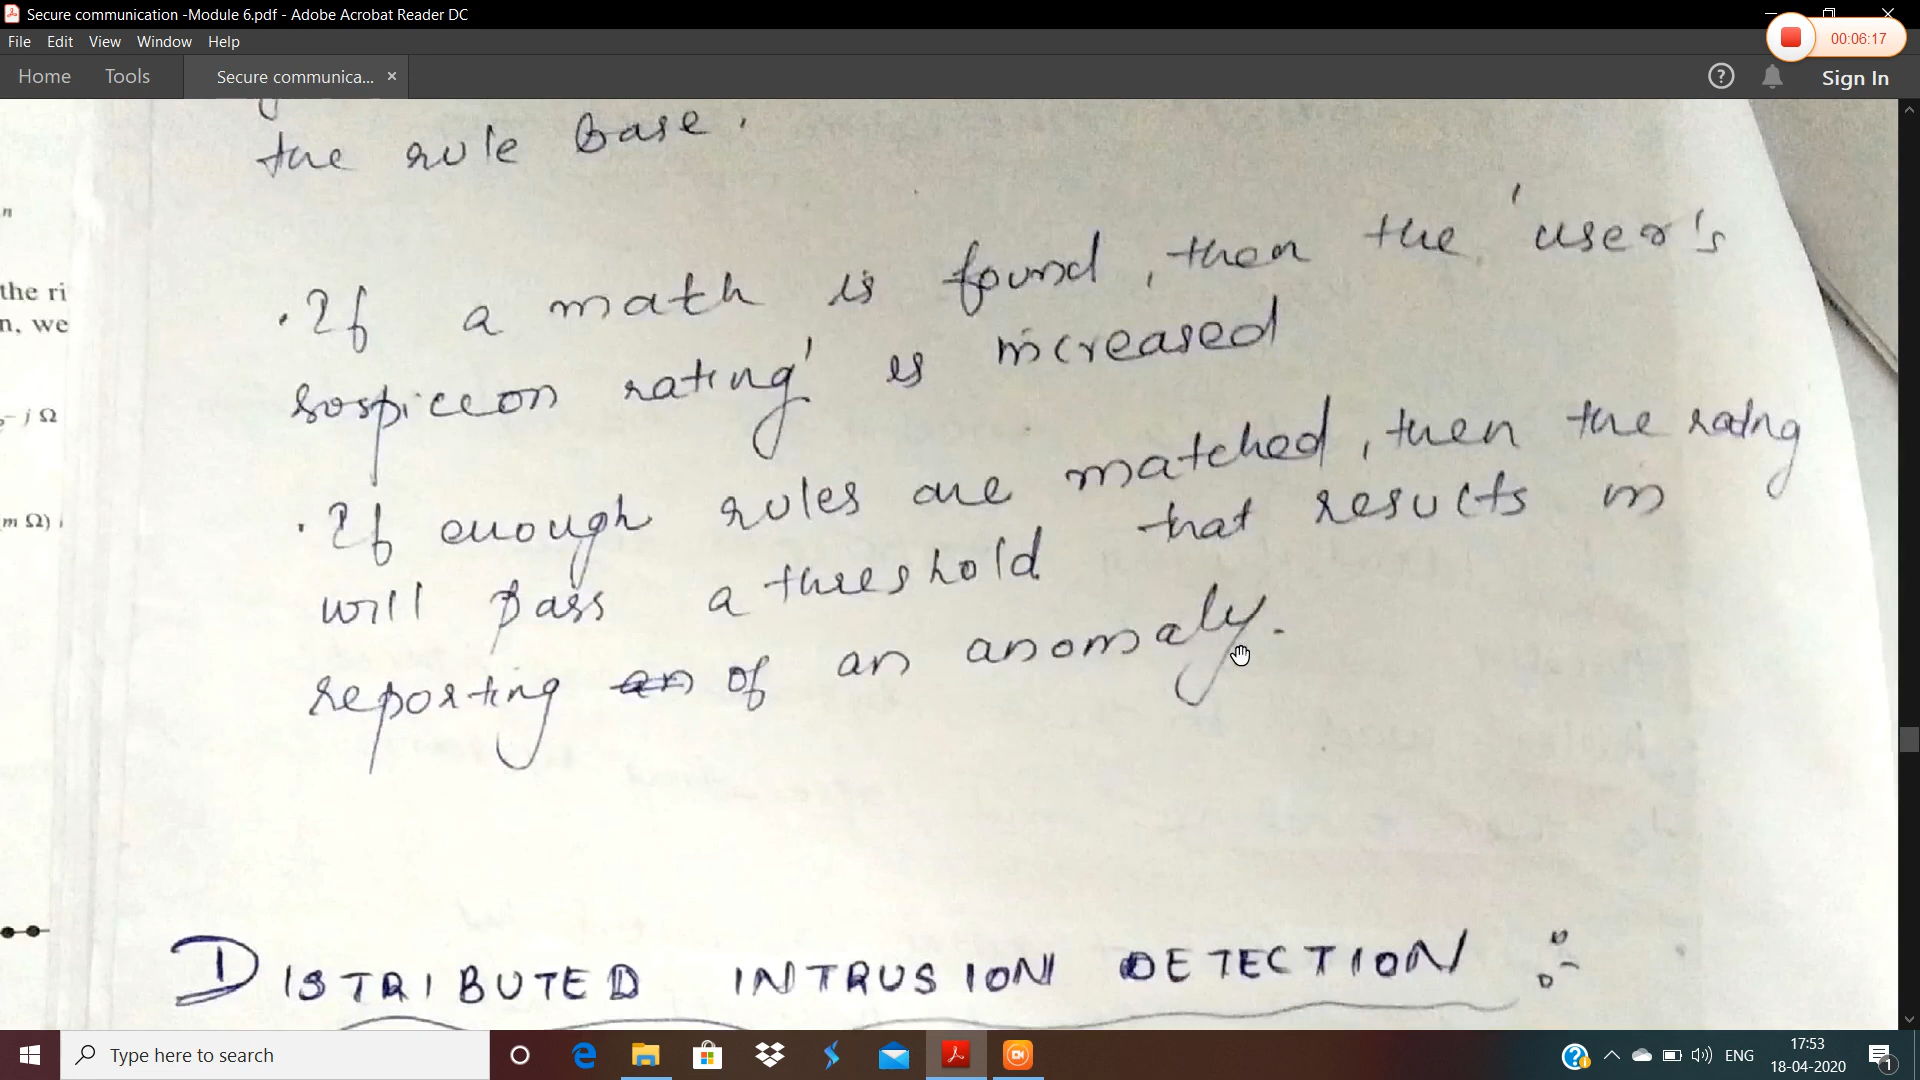 Secure communication -Module 6.pdf - Adobe Acrobat Reader DC
File Edit View Window Help
00:06:17
Home Tools Secure communica... × Sign In
the rule base.
n
the ri
n, we
- j Ω
m Ω)
. If a math is found, then the 'user's
sospiceon rating' is increased
. If enough rules are matched, then the rating
will pass a threshold that results in
reporting an of an anomaly.
DISTRIBUTED INTRUSION DETECTION :-
Type here to search
ENG
17:53
18-04-2020
1